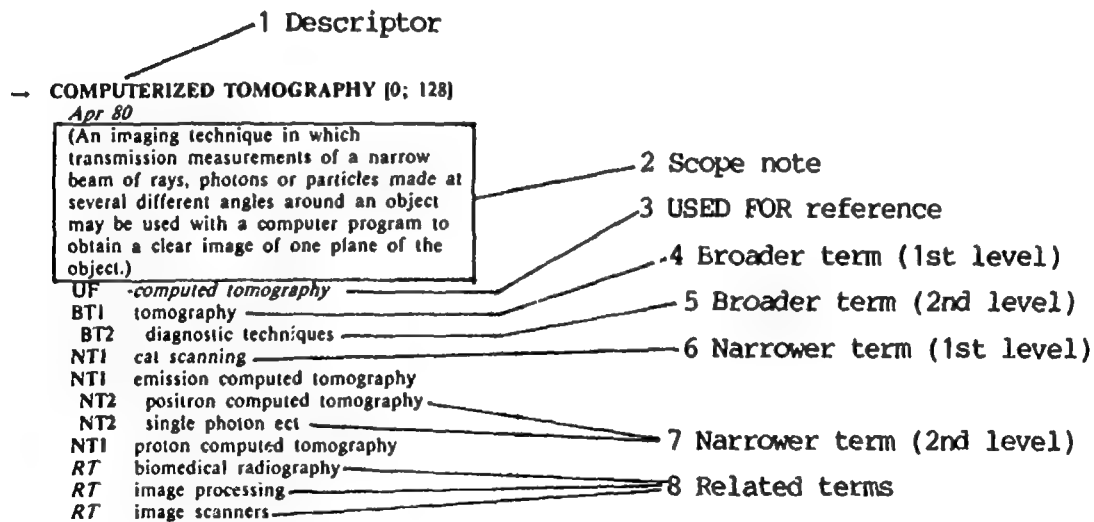 1 Descriptor
→ COMPUTERIZED TOMOGRAPHY [0; 128]
Apr 80
(An imaging technique in which
transmission measurements of a narrow
beam of rays, photons or particles made at
several different angles around an object
may be used with a computer program to
obtain a clear image of one plane of the
object.)
2 Scope note
3 USED FOR reference
4 Broader term (1st level)
UF computed tomography
BT1 tomography
5 Broader term (2nd level)
BT2 diagnostic techniques
NT1 cat scanning
6 Narrower term (1st level)
NT1 emission computed tomography
NT2 positron computed tomography
NT2 single photon ect
7 Narrower term (2nd level)
NT1 proton computed tomography
RT biomedical radiography
RT image processing
8 Related terms
RT image scanners